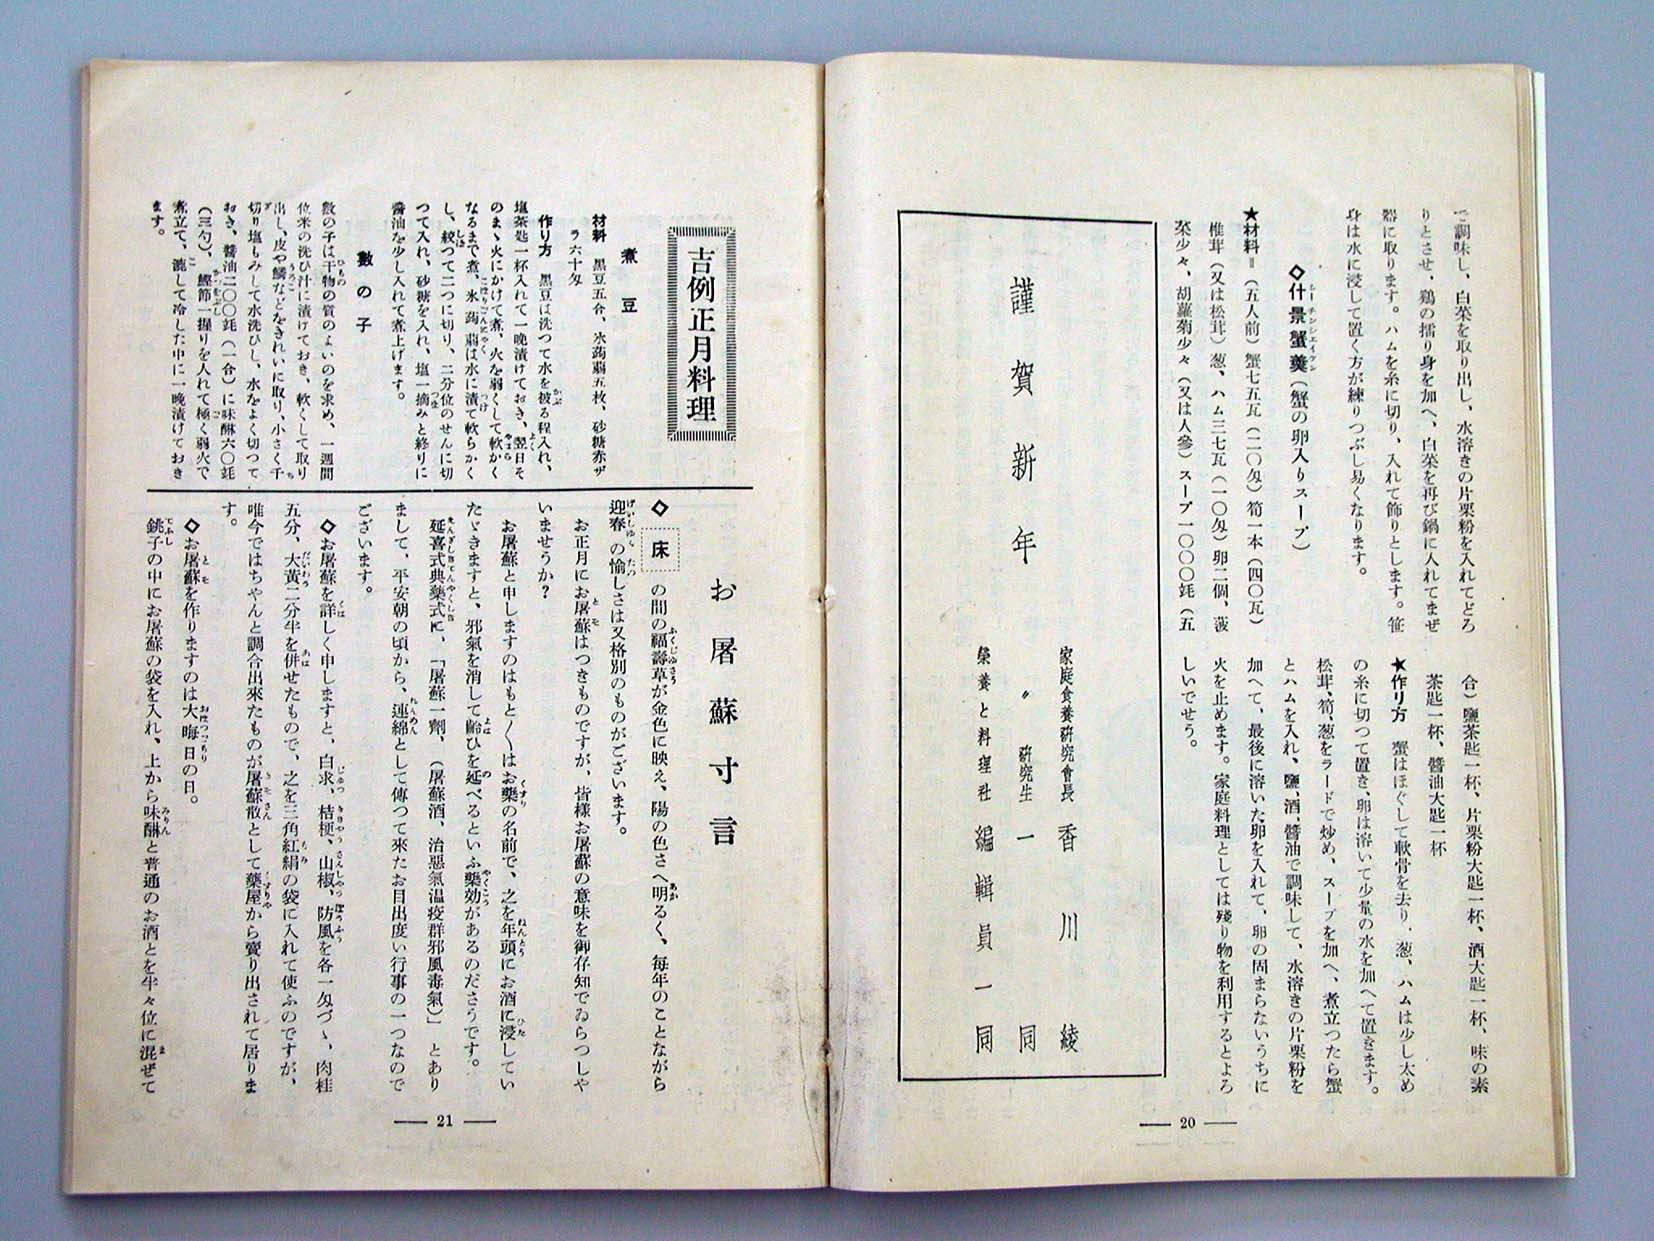 で調味し、白菜を取り出し、水溶きの片栗粉を入れてどろ
りとさせ、鶏の擂り身を加へ、白菜を再び鍋に入れてまぜ
器に取ります。ハムを糸に切り、入れて飾りとします。笹
身は水に浸して置く方が練りつぶし易くなります。
◇什景蟹羹(蟹の卵入りスープ)
★材料=(五人前)蟹七五瓦(二〇匁)筍一本(四〇瓦)
椎茸(又は松茸)葱、ハム三七瓦(一〇匁)卵二個、菠
菜少々、胡蘿蔔少々(又は人参)スープ一〇〇〇竓(五
合)鹽茶匙一杯、片栗粉大匙一杯、酒大匙一杯、味の素
茶匙一杯、醬油大匙一杯
★作り方 蟹はほぐして軟骨を去り、葱、ハムは少し太め
の糸に切つて置き、卵は溶いて少量の水を加へて置きます。
松茸、筍、葱をラードで炒め、スープを加へ、煮立つたら蟹
とハムを入れ、鹽、酒、醬油で調味して、水溶きの片栗粉を
加へて、最後に溶いた卵を入れて、卵の固まらないうちに
火を止めます。家庭料理としては殘り物を利用するとよろ
しいでせう。
謹賀新年
家庭食養研究會長 香川 綾
〃 研究生一同
榮養と料理社 編輯員一同
— 20 —
吉例正月料理
煮豆
材料 黒豆五合、氷蒟蒻五枚、砂糖赤ザ
ラ六十匁
作り方 黒豆は洗つて水を被る程入れ、
塩茶匙一杯入れて一晩漬けておき、翌日そ
のまゝ火にかけて煮、火を弱くして軟かく
なるまで煮、氷蒟蒻は水に漬て軟らかく
し、絞つて二つに切り、二分位のせんに切
つて入れ、砂糖を入れ、塩一摘みと終りに
醬油を少し入れて煮上げます。
數の子
數の子は干物の質のよいのを求め、一週間
位米の洗ひ汁に漬けておき、軟くして取り
出し、皮や鱗などをきれいに取り、小さく千
切り塩もみして水洗ひし、水をよく切つて
おき、醬油二〇〇竓(一合)に味醂六〇竓
(三勺)、鰹節一握りを入れて極く弱火で
煮立て、漉して冷した中に一晩漬けておき
ます。
お屠蘇寸言
◇床の間の福壽草が金色に映え、陽の色さへ明るく、毎年のことながら
迎春の愉しさは又格別のものがございます。
お正月にお屠蘇はつきものですが、皆樣お屠蘇の意味を御存知でゐらつしや
いませうか?
お屠蘇と申しますのはもと〱はお藥の名前で、之を年頭にお酒に浸してい
たゞきますと、邪氣を消して齢ひを延べるといふ藥効があるのださうです。
延喜式典藥式に、「屠蘇一劑、(屠蘇酒、治惡氣温疫群邪風毒氣)」とあり
まして、平安朝の頃から、連綿として傳つて來たお目出度い行事の一つなので
ございます。
◇お屠蘇を詳しく申しますと、白朮、桔梗、山椒、防風を各一匁づゝ、肉桂
五分、大黄二分半を併せたもので、之を三角紅絹の袋に入れて使ふのですが、
唯今ではちやんと調合出來たものが屠蘇散として藥屋から賣り出されて居りま
す。
◇お屠蘇を作りますのは大晦日の日。
銚子の中にお屠蘇の袋を入れ、上から味醂と普通のお酒とを半々位に混ぜて
— 21 —